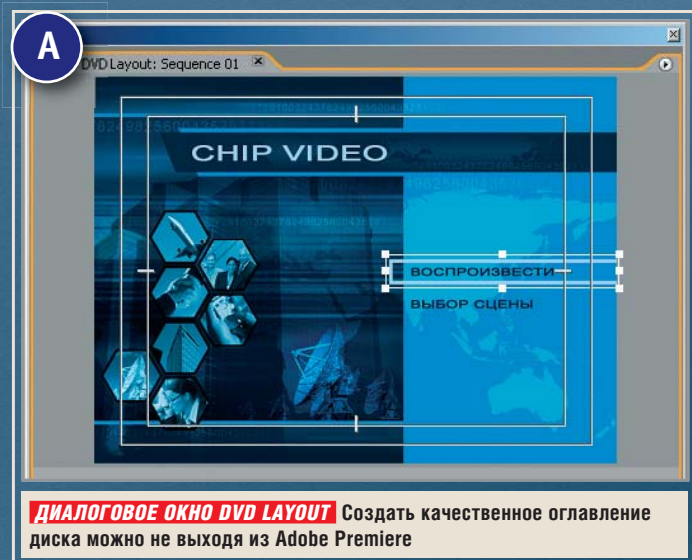 A
DVD Layout: Sequence 01
CHIP VIDEO
ВОСПРОИЗВЕСТИ
ВЫБОР СЦЕНЫ
ДИАЛОГОВОЕ ОКНО DVD LAYOUT Создать качественное оглавление
диска можно не выходя из Adobe Premiere